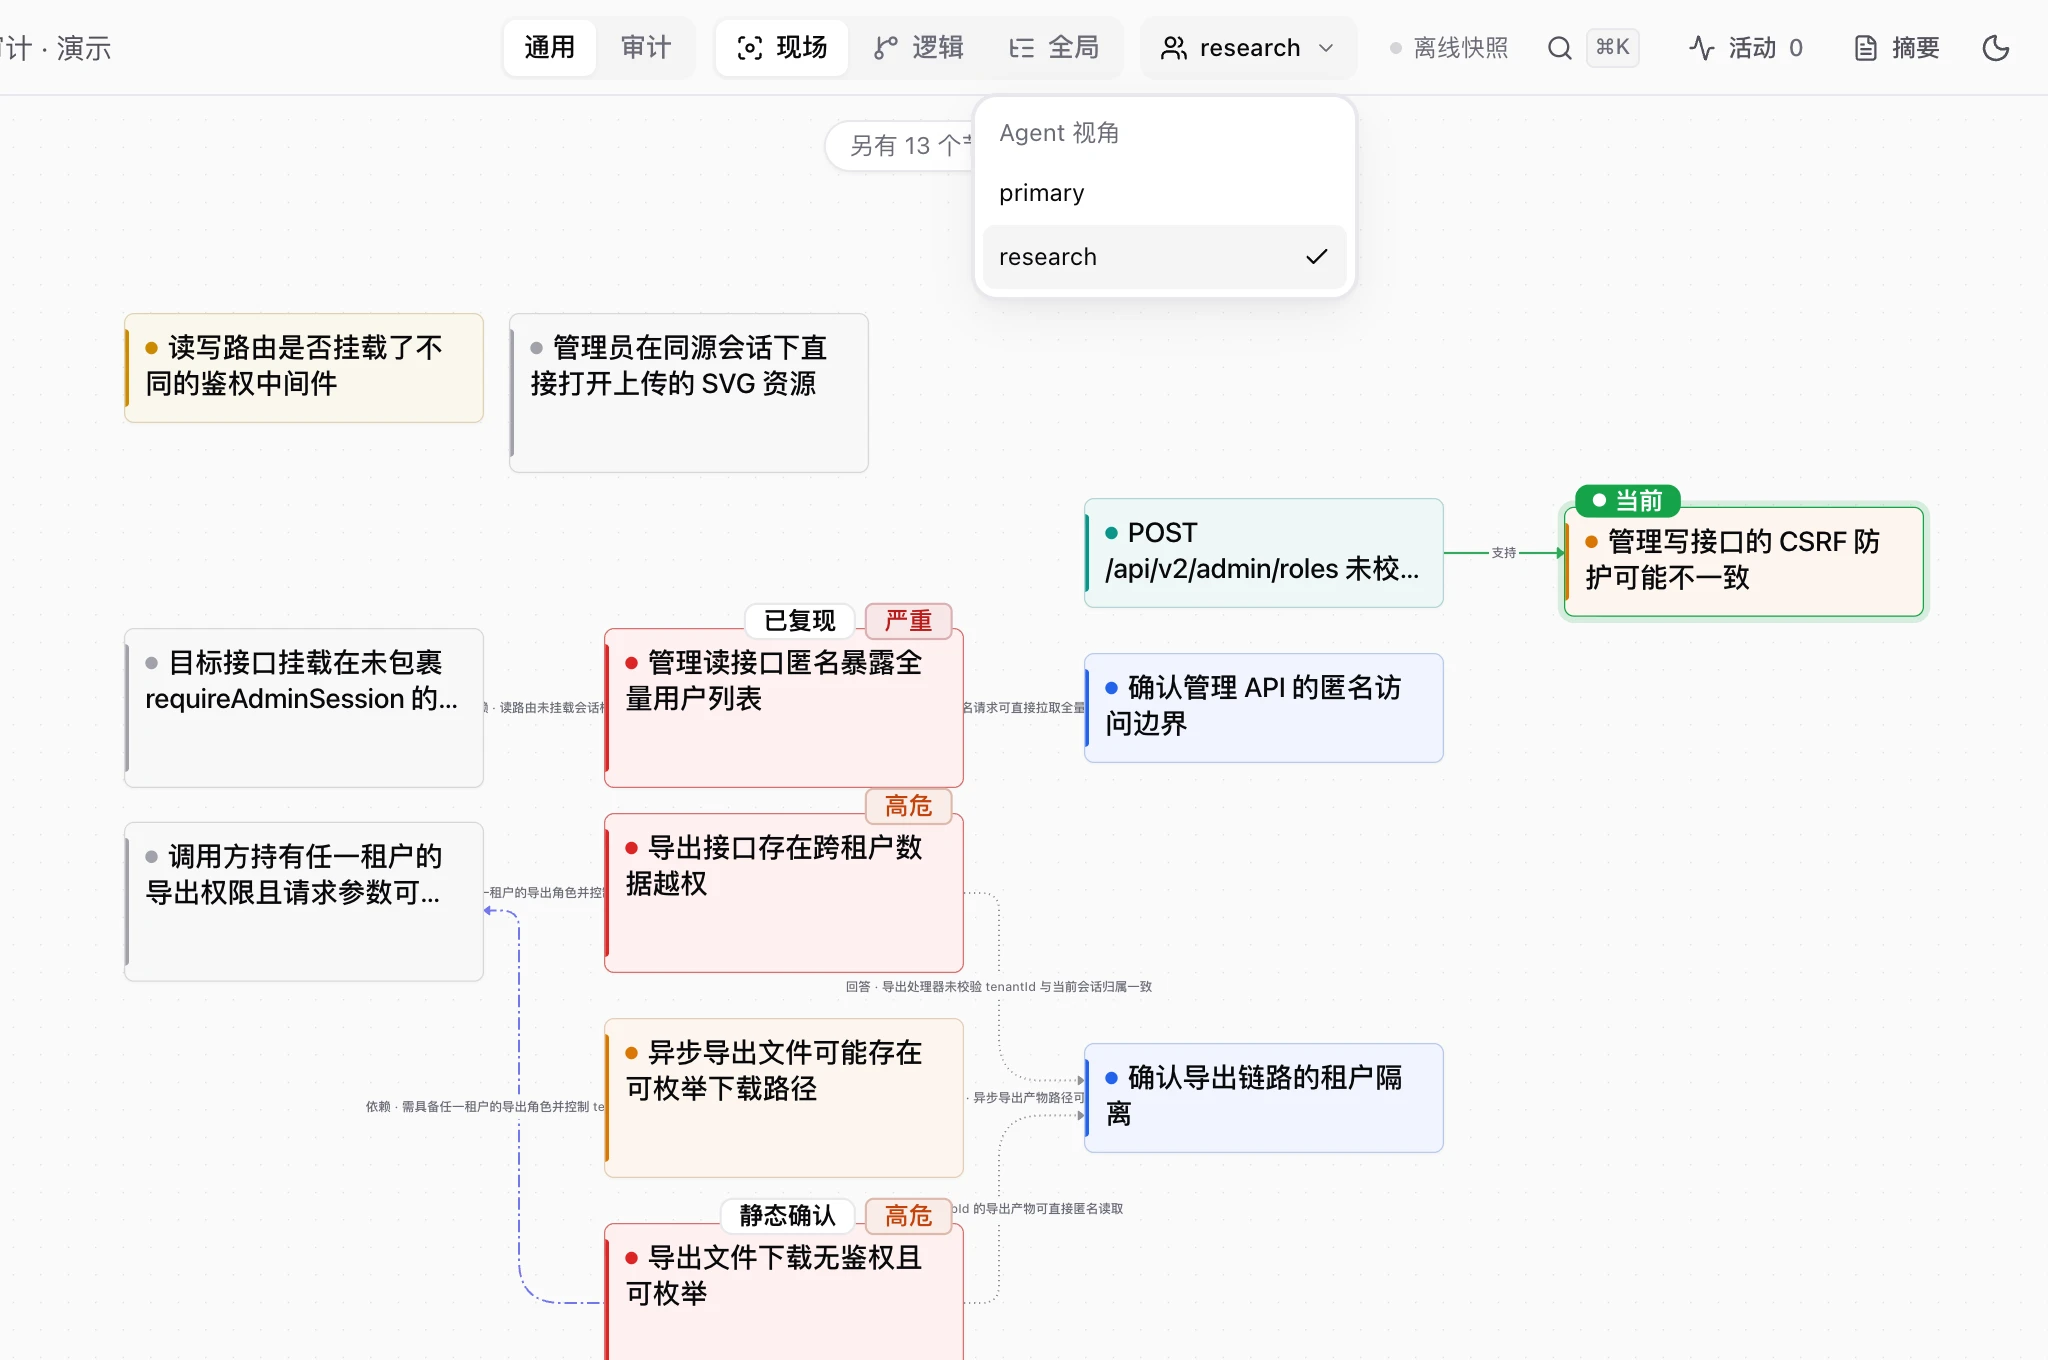 计 · 演示
通用
审计
现场
逻辑
全局
research
离线快照
⌘K
活动 0
摘要
另有 13 个
Agent 视角
primary
research
读写路由是否挂载了不
同的鉴权中间件
管理员在同源会话下直
接打开上传的 SVG 资源
POST
/api/v2/admin/roles 未校...
支持
当前
管理写接口的 CSRF 防
护可能不一致
目标接口挂载在未包裹
requireAdminSession 的...
· 读路由未挂载会话
已复现
严重
管理读接口匿名暴露全
量用户列表
名请求可直接拉取全量
确认管理 API 的匿名访
问边界
调用方持有任一租户的
导出权限且请求参数可...
一租户的导出角色并控
高危
导出接口存在跨租户数
据越权
回答 · 导出处理器未校验 tenantId 与当前会话归属一致
依赖 · 需具备任一租户的导出角色并控制 te
异步导出文件可能存在
可枚举下载路径
· 异步导出产物路径可
确认导出链路的租户隔
离
静态确认
高危
bId 的导出产物可直接匿名读取
导出文件下载无鉴权且
可枚举